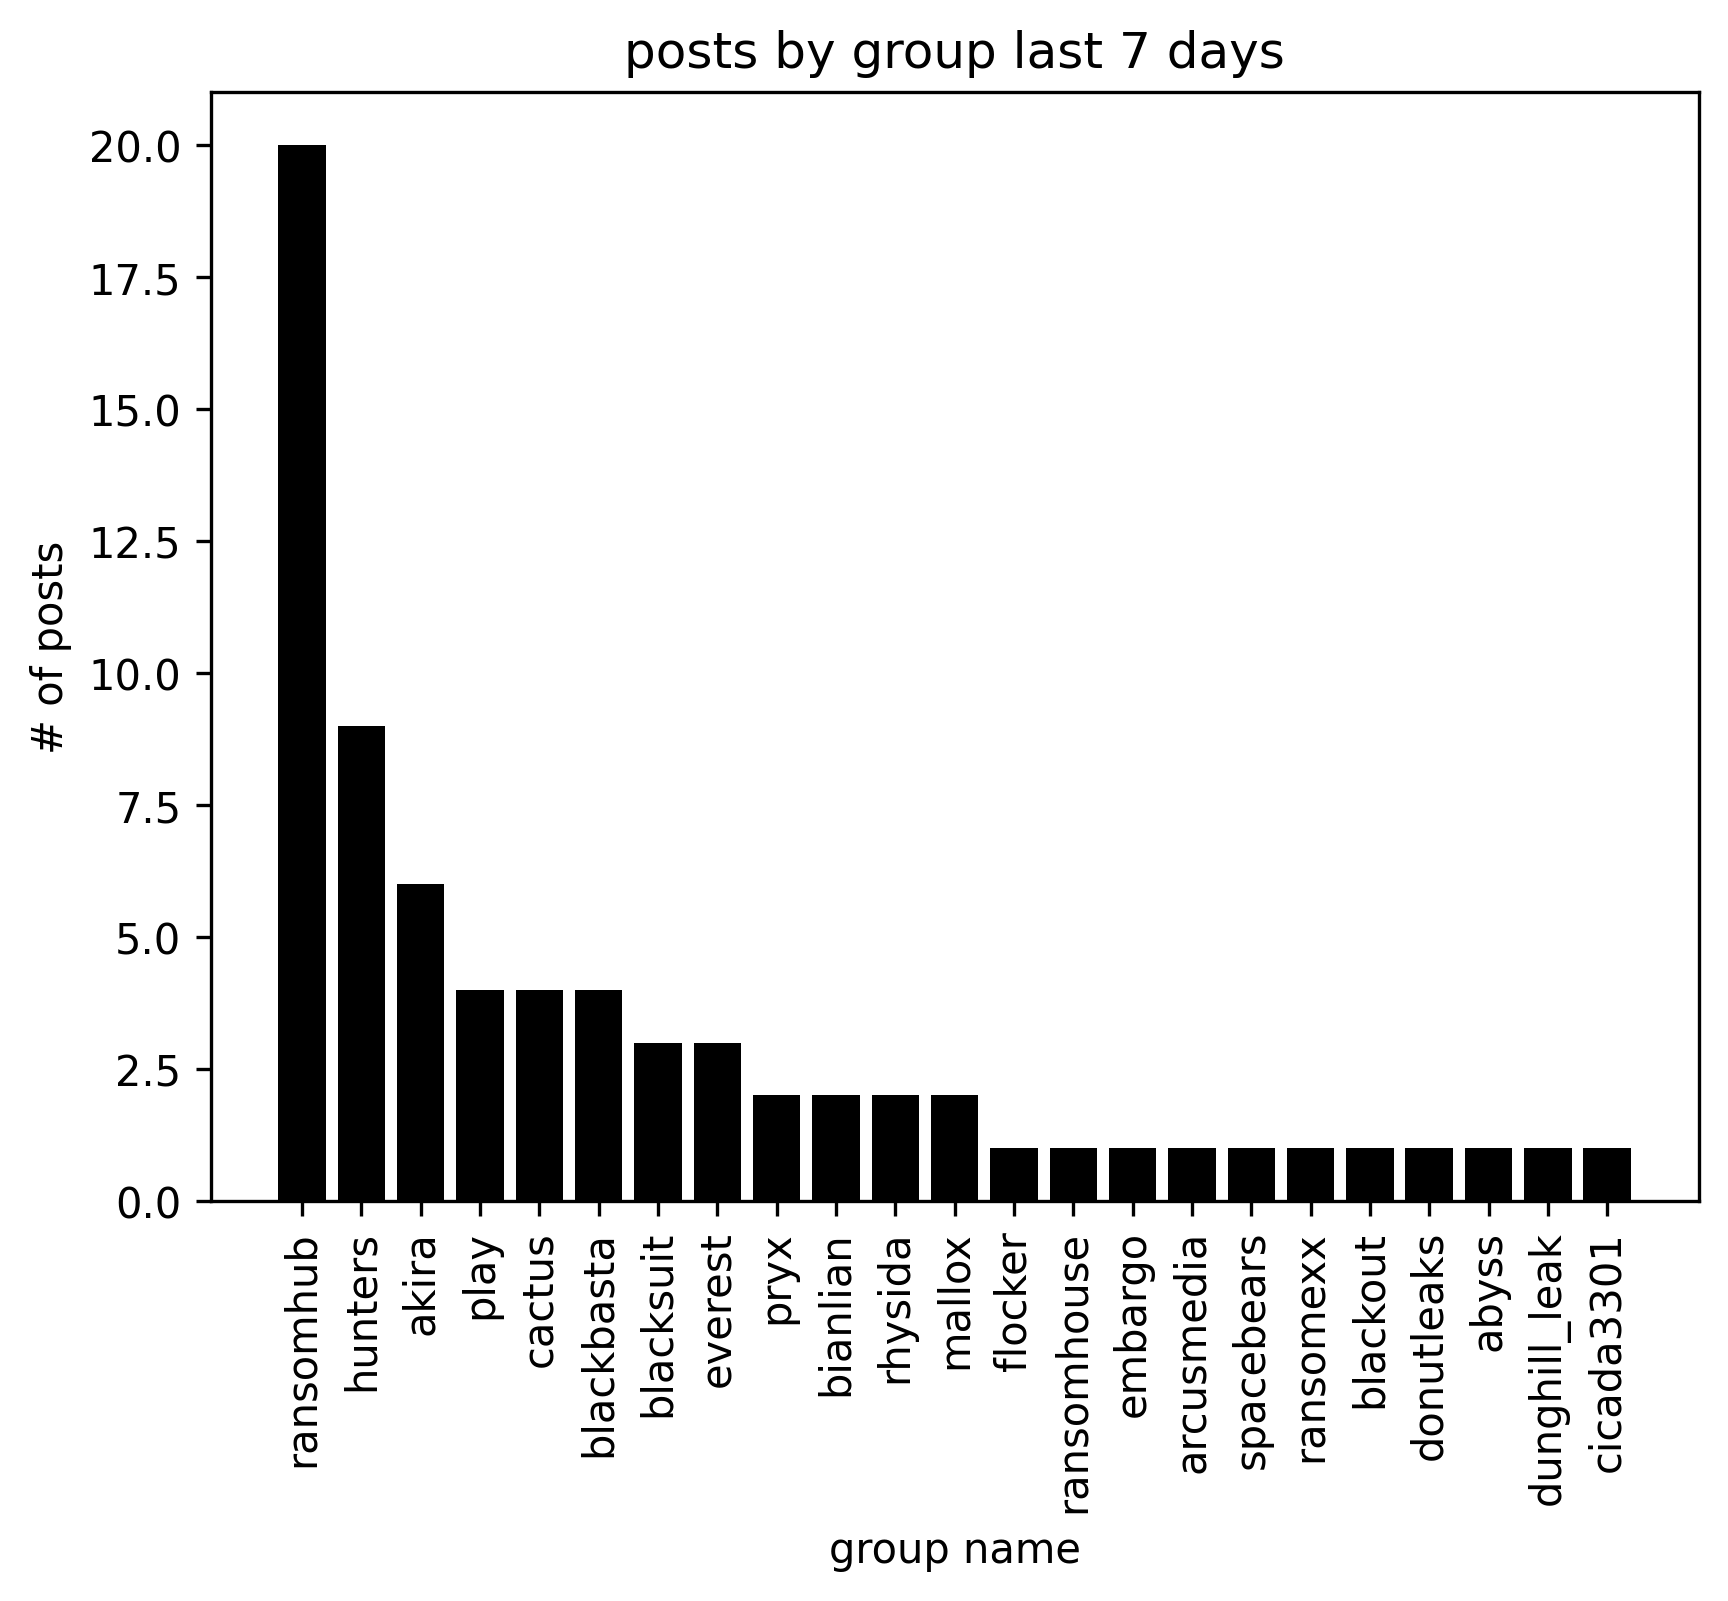 posts by group last 7 days
20.0
17.5
15.0
12.5
10.0
7.5
5.0
2.5
0.0
# of posts
ransomhub
hunters
akira
play
cactus
blackbasta
blacksuit
everest
pryx
bianlian
rhysida
mallox
flocker
ransomhouse
embargo
arcusmedia
spacebears
ransomexx
blackout
donutleaks
abyss
dunghill_leak
cicada3301
group name